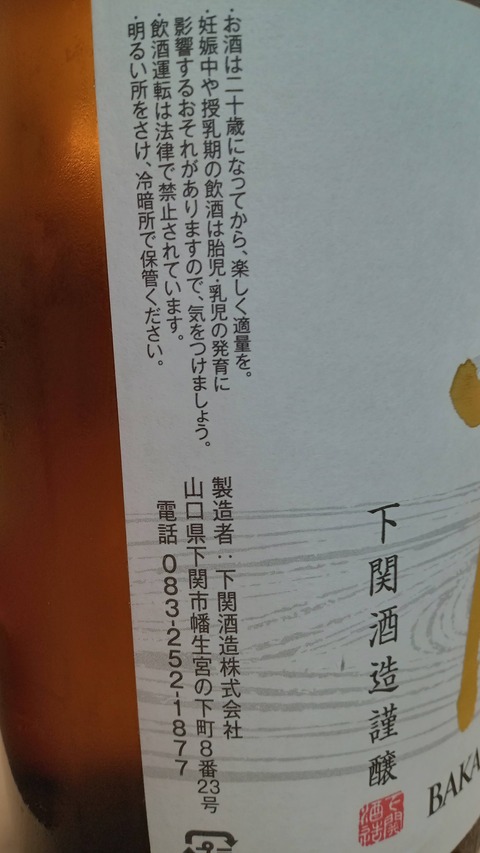 ・お酒は二十歳になってから、楽しく適量を。
・妊娠中や授乳期の飲酒は胎児・乳児の発育に
影響するおそれがありますので、気をつけましょう。
・飲酒運転は法律で禁止されています。
・明るい所をさけ、冷暗所で保管ください。
製造者：下関酒造株式会社
山口県下関市幡生宮の下町8番23号
電話 083-252-1877
下関酒造謹醸
下関酒造
BAKA